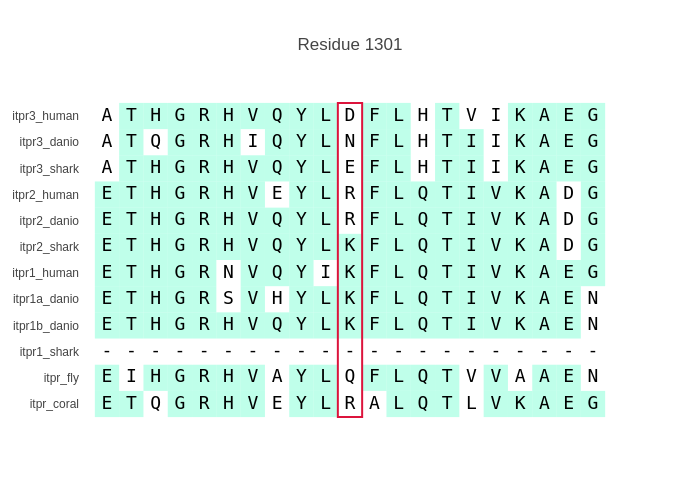 Residue 1301
itpr3_human A T H G R H V Q Y L D F L H T V I K A E G
itpr3_danio A T Q G R H I Q Y L N F L H T I I K A E G
itpr3_shark A T H G R H V Q Y L E F L H T I I K A E G
itpr2_human E T H G R H V E Y L R F L Q T I V K A D G
itpr2_danio E T H G R H V Q Y L R F L Q T I V K A D G
itpr2_shark E T H G R H V Q Y L K F L Q T I V K A D G
itpr1_human E T H G R N V Q Y I K F L Q T I V K A E G
itpr1a_danio E T H G R S V H Y L K F L Q T I V K A E N
itpr1b_danio E T H G R H V Q Y L K F L Q T I V K A E N
itpr1_shark - - - - - - - - - - - - - - - - - - - - -
itpr_fly E I H G R H V A Y L Q F L Q T V V A A E N
itpr_coral E T Q G R H V E Y L R A L Q T L V K A E G